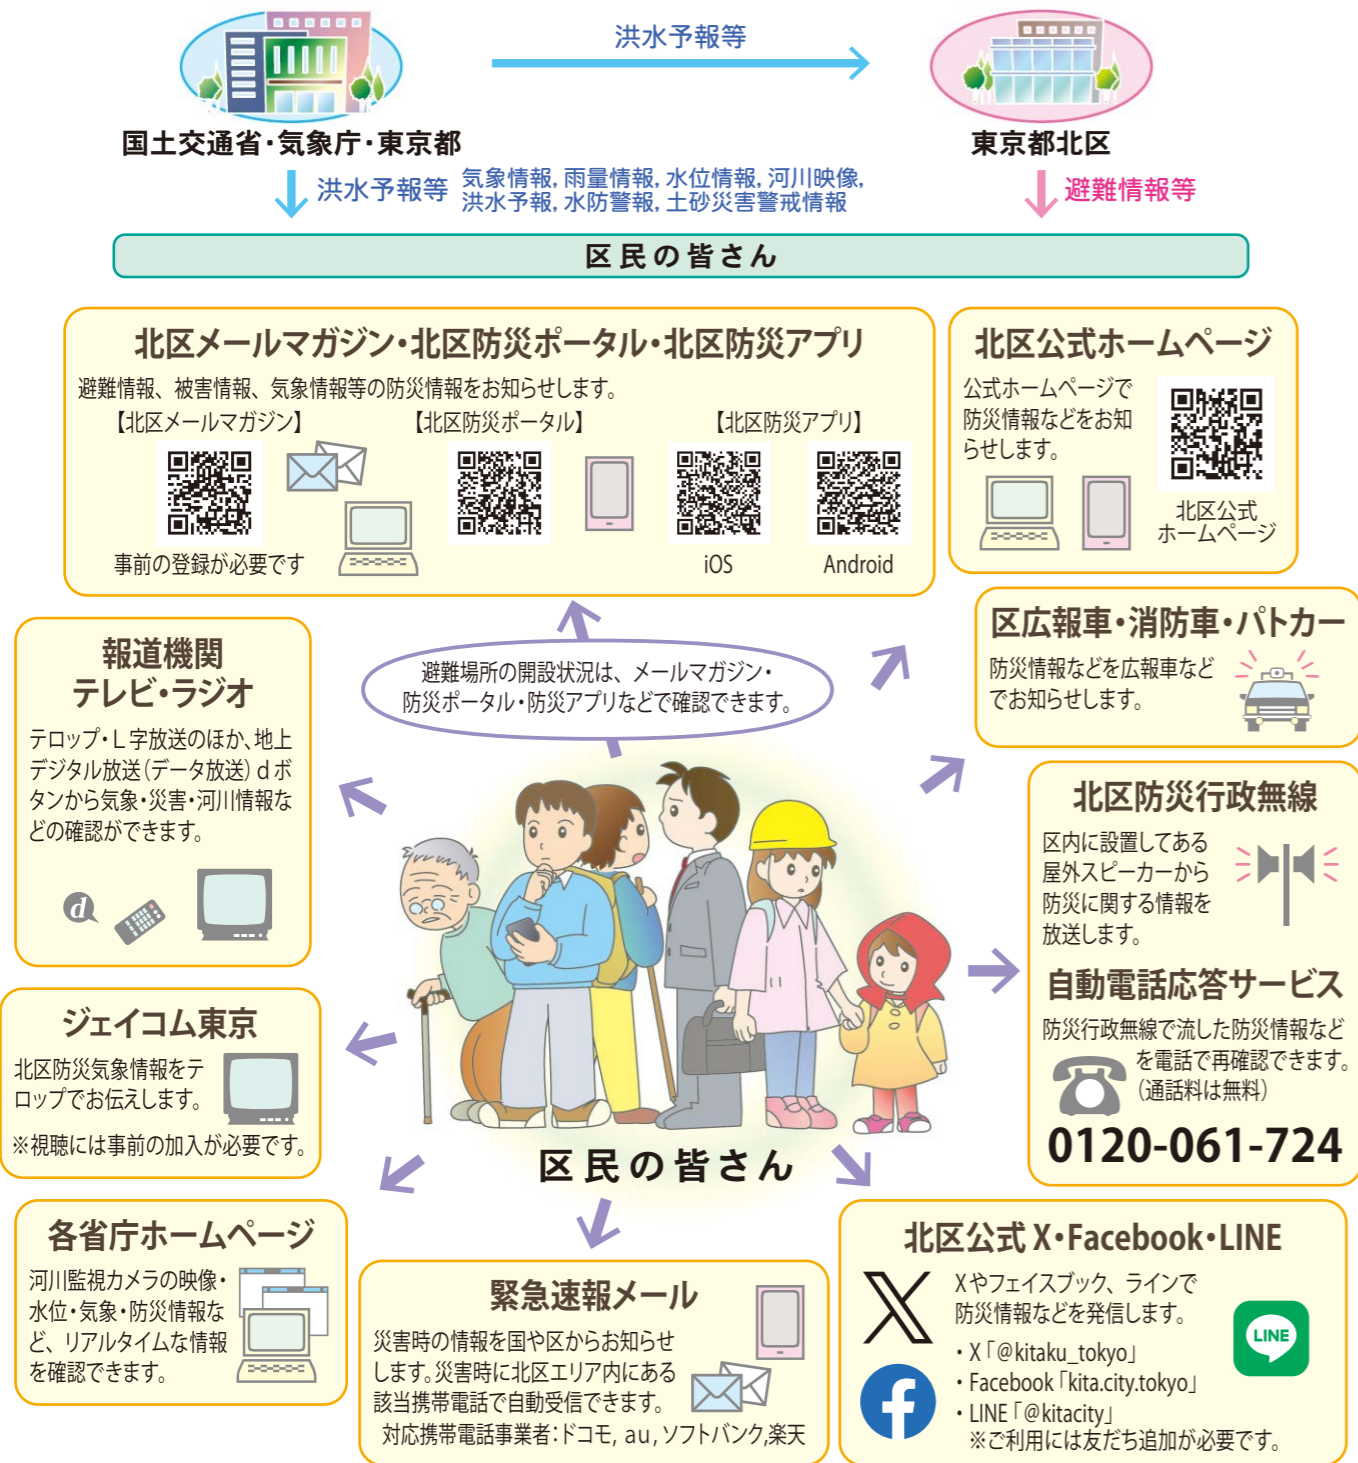 洪水予報等
国土交通省・気象庁・東京都
東京都北区
洪水予報等
気象情報, 雨量情報, 水位情報, 河川映像,
洪水予報, 水防警報, 土砂災害警戒情報
避難情報等
区民の皆さん
北区メールマガジン・北区防災ポータル・北区防災アプリ
避難情報、被害情報、気象情報等の防災情報をお知らせします。
【北区メールマガジン】
【北区防災ポータル】
【北区防災アプリ】
事前の登録が必要です
iOS
Android
北区公式ホームページ
公式ホームページで
防災情報などをお知
らせします。
北区公式
ホームページ
避難場所の開設状況は、メールマガジン・
防災ポータル・防災アプリなどで確認できます。
報道機関
テレビ・ラジオ
テロップ・L字放送のほか、地上
デジタル放送(データ放送)dボ
タンから気象・災害・河川情報な
どの確認ができます。
d
区広報車・消防車・パトカー
防災情報などを広報車など
でお知らせします。
北区防災行政無線
区内に設置してある
屋外スピーカーから
防災に関する情報を
放送します。
自動電話応答サービス
防災行政無線で流した防災情報など
を電話で再確認できます。
(通話料は無料)
0120-061-724
ジェイコム東京
北区防災気象情報をテ
ロップでお伝えします。
※視聴には事前の加入が必要です。
区民の皆さん
各省庁ホームページ
河川監視カメラの映像・
水位・気象・防災情報な
ど、リアルタイムな情報
を確認できます。
緊急速報メール
災害時の情報を国や区からお知らせ
します。災害時に北区エリア内にある
該当携帯電話で自動受信できます。
対応携帯電話事業者：ドコモ, au, ソフトバンク,楽天
北区公式 X・Facebook・LINE
Xやフェイスブック、ラインで
防災情報などを発信します。
・X「@kitaku_tokyo」
・Facebook「kita.city.tokyo」
・LINE「@kitacity」
※ご利用には友だち追加が必要です。
LINE